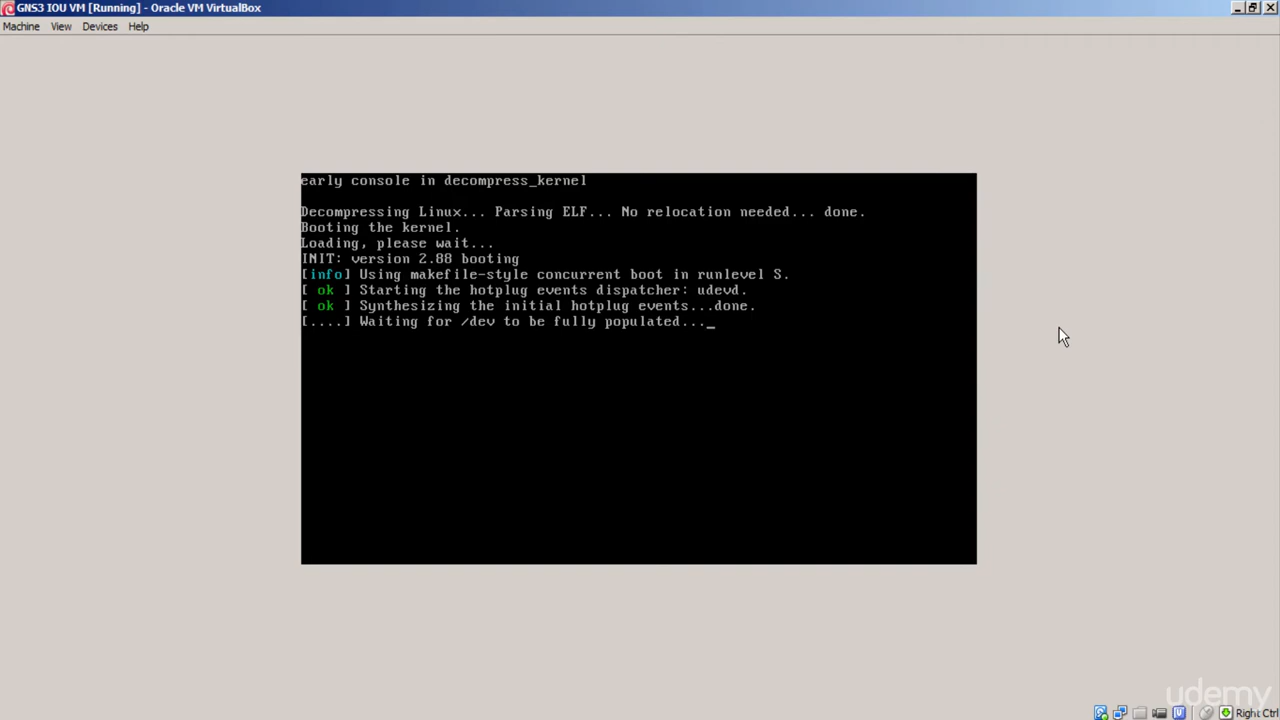 GNS3 IOU VM [Running] - Oracle VM VirtualBox
Machine View Devices Help
early console in decompress_kernel
Decompressing Linux... Parsing ELF... No relocation needed... done.
Booting the kernel.
Loading, please wait...
INIT: version 2.88 booting
[info] Using makefile-style concurrent boot in runlevel S.
[ ok ] Starting the hotplug events dispatcher: udevd.
[ ok ] Synthesizing the initial hotplug events...done.
[....] Waiting for /dev to be fully populated..._
udemy
Right Ctrl